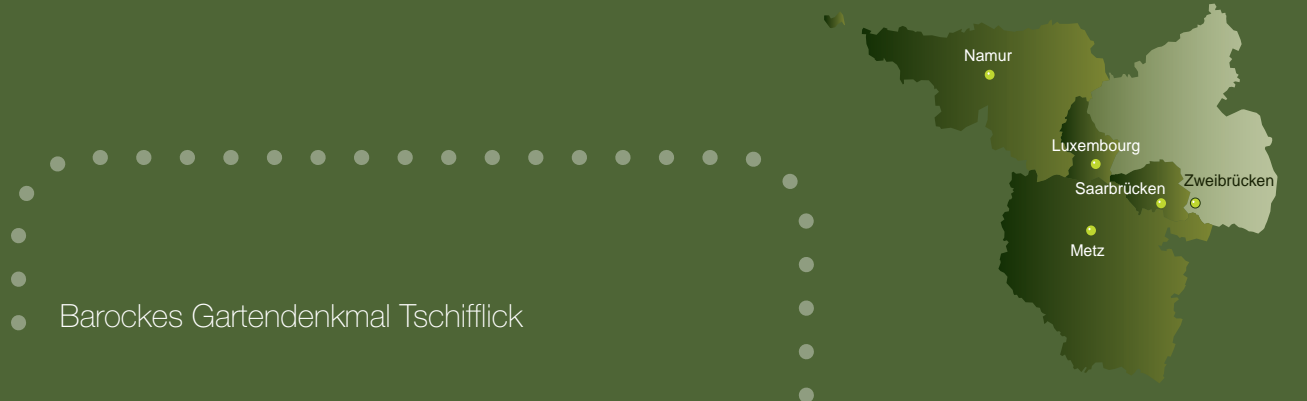 Namur
Luxembourg
Saarbrücken
Zweibrücken
Metz
Barockes Gartendenkmal Tschifflick